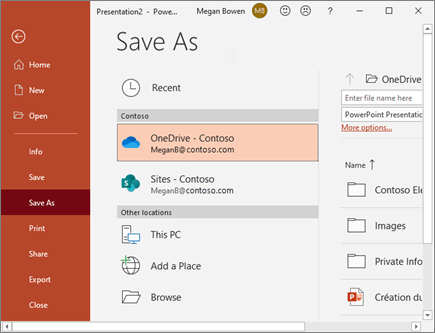 Presentation2 - Powe...
Megan Bowen
MB
Save As
Home
New
Open
Info
Save
Save As
Print
Share
Export
Close
Recent
Contoso
OneDrive - Contoso
MeganB@contoso.com
Sites - Contoso
MeganB@contoso.com
Other locations
This PC
Add a Place
Browse
OneDrive
Enter file name here
PowerPoint Presentat
More options...
Name ↑
Contoso Ele
Images
Private Info
Création du